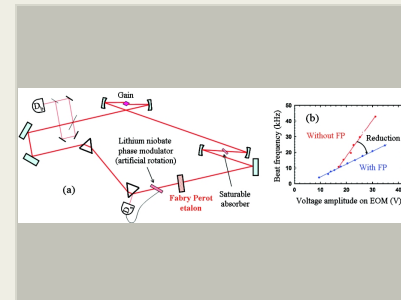 Gain
D₁
Lithium niobate
phase modulator
(artificial rotation)
(a)
Fabry Perot
etalon
Saturable
absorber
(b)
Without FP
Reduction
With FP
Beat frequency (kHz)
50
40
30
20
10
0
0
10
20
30
40
Voltage amplitude on EOM (V)